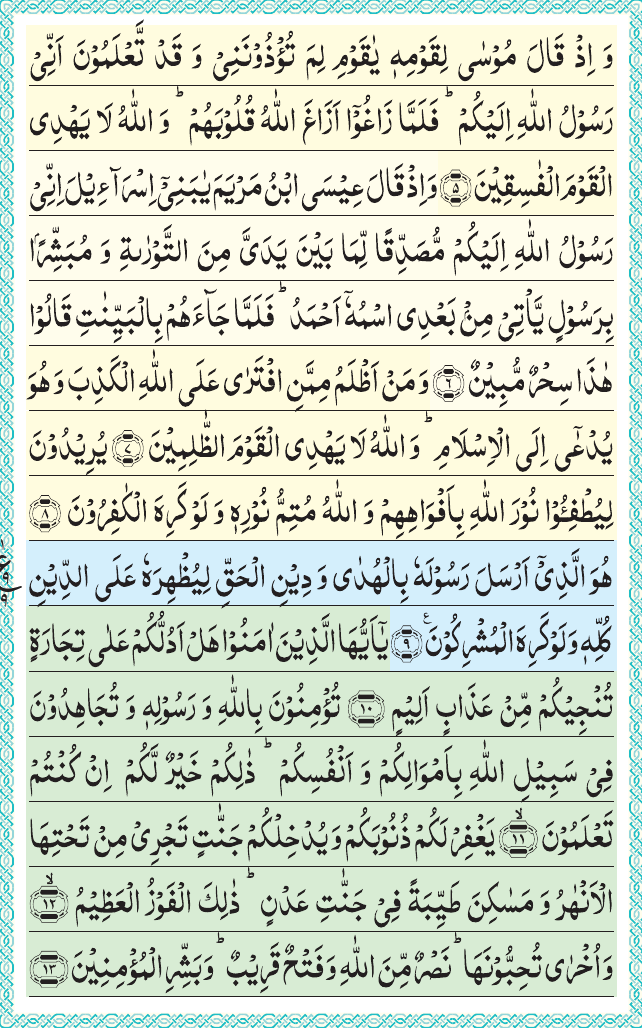 وَ اِذْ قَالَ مُوْسٰی لِقَوْمِهٖ یٰقَوْمِ لِمَ تُؤْذُوْنَنِیْ وَ قَدْ تَّعْلَمُوْنَ اَنِّیْ
رَسُوْلُ اللّٰهِ اِلَیْكُمْ ؕ فَلَمَّا زَاغُوْۤا اَزَاغَ اللّٰهُ قُلُوْبَهُمْ ؕ وَ اللّٰهُ لَا یَهْدِی
الْقَوْمَ الْفٰسِقِیْنَ ﴿۵﴾ وَ اِذْ قَالَ عِیْسَی ابْنُ مَرْیَمَ یٰبَنِیْۤ اِسْرَآءِیْلَ اِنِّیْ
رَسُوْلُ اللّٰهِ اِلَیْكُمْ مُّصَدِّقًا لِّمَا بَیْنَ یَدَیَّ مِنَ التَّوْرٰىةِ وَ مُبَشِّرًۢا
بِرَسُوْلٍ یَّاْتِیْ مِنْۢ بَعْدِی اسْمُهٗۤ اَحْمَدُ ؕ فَلَمَّا جَآءَهُمْ بِالْبَیِّنٰتِ قَالُوْا
هٰذَا سِحْرٌ مُّبِیْنٌ ﴿۶﴾ وَ مَنْ اَظْلَمُ مِمَّنِ افْتَرٰی عَلَی اللّٰهِ الْكَذِبَ وَ هُوَ
یُدْعٰۤی اِلَی الْاِسْلَامِ ؕ وَ اللّٰهُ لَا یَهْدِی الْقَوْمَ الظّٰلِمِیْنَ ﴿۷﴾ یُرِیْدُوْنَ
لِیُطْفِـُٔوْا نُوْرَ اللّٰهِ بِاَفْوَاهِهِمْ وَ اللّٰهُ مُتِمُّ نُوْرِهٖ وَ لَوْ كَرِهَ الْكٰفِرُوْنَ ﴿۸﴾
هُوَ الَّذِیْۤ اَرْسَلَ رَسُوْلَهٗ بِالْهُدٰی وَ دِیْنِ الْحَقِّ لِیُظْهِرَهٗ عَلَی الدِّیْنِ
كُلِّهٖ وَ لَوْ كَرِهَ الْمُشْرِكُوْنَ ﴿۹﴾ یٰۤاَیُّهَا الَّذِیْنَ اٰمَنُوْا هَلْ اَدُلُّكُمْ عَلٰی تِجَارَةٍ
تُنْجِیْكُمْ مِّنْ عَذَابٍ اَلِیْمٍ ﴿۱۰﴾ تُؤْمِنُوْنَ بِاللّٰهِ وَ رَسُوْلِهٖ وَ تُجَاهِدُوْنَ
فِیْ سَبِیْلِ اللّٰهِ بِاَمْوَالِكُمْ وَ اَنْفُسِكُمْ ؕ ذٰلِكُمْ خَیْرٌ لَّكُمْ اِنْ كُنْتُمْ
تَعْلَمُوْنَ ﴿ۙ۱۱﴾ یَغْفِرْ لَكُمْ ذُنُوْبَكُمْ وَ یُدْخِلْكُمْ جَنّٰتٍ تَجْرِیْ مِنْ تَحْتِهَا
الْاَنْهٰرُ وَ مَسٰكِنَ طَیِّبَةً فِیْ جَنّٰتِ عَدْنٍ ؕ ذٰلِكَ الْفَوْزُ الْعَظِیْمُ ﴿ۙ۱۲﴾
وَ اُخْرٰی تُحِبُّوْنَهَا ؕ نَصْرٌ مِّنَ اللّٰهِ وَ فَتْحٌ قَرِیْبٌ ؕ وَ بَشِّرِ الْمُؤْمِنِیْنَ ﴿۱۳﴾